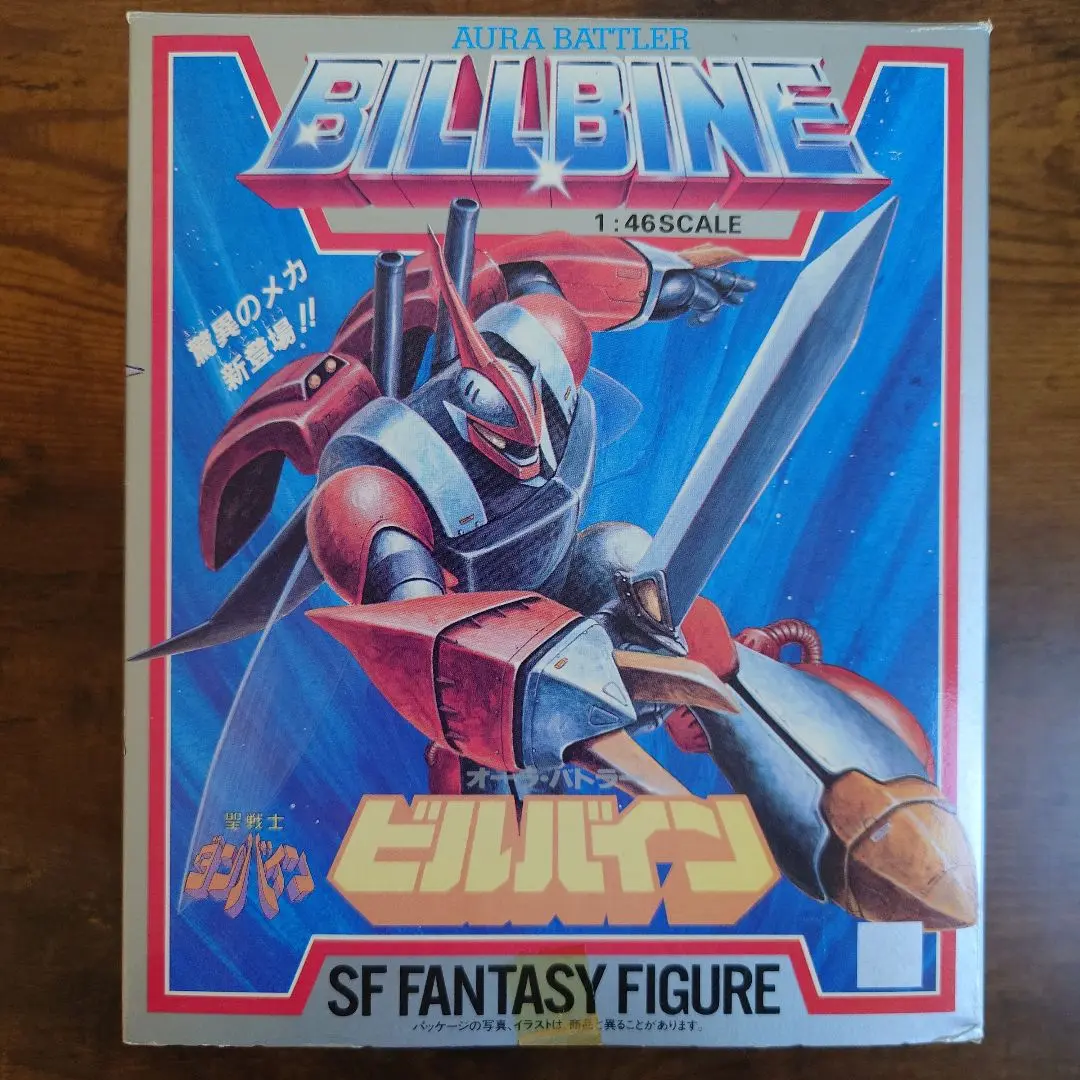 AURA BATTLER
BILLBINE
1:46SCALE
驚異のメカ
新登場!!
オーラ・バトラー
ビルバイン
聖戦士
ダンバイン
SF FANTASY FIGURE
パッケージの写真、イラストは、商品と異ることがあります。